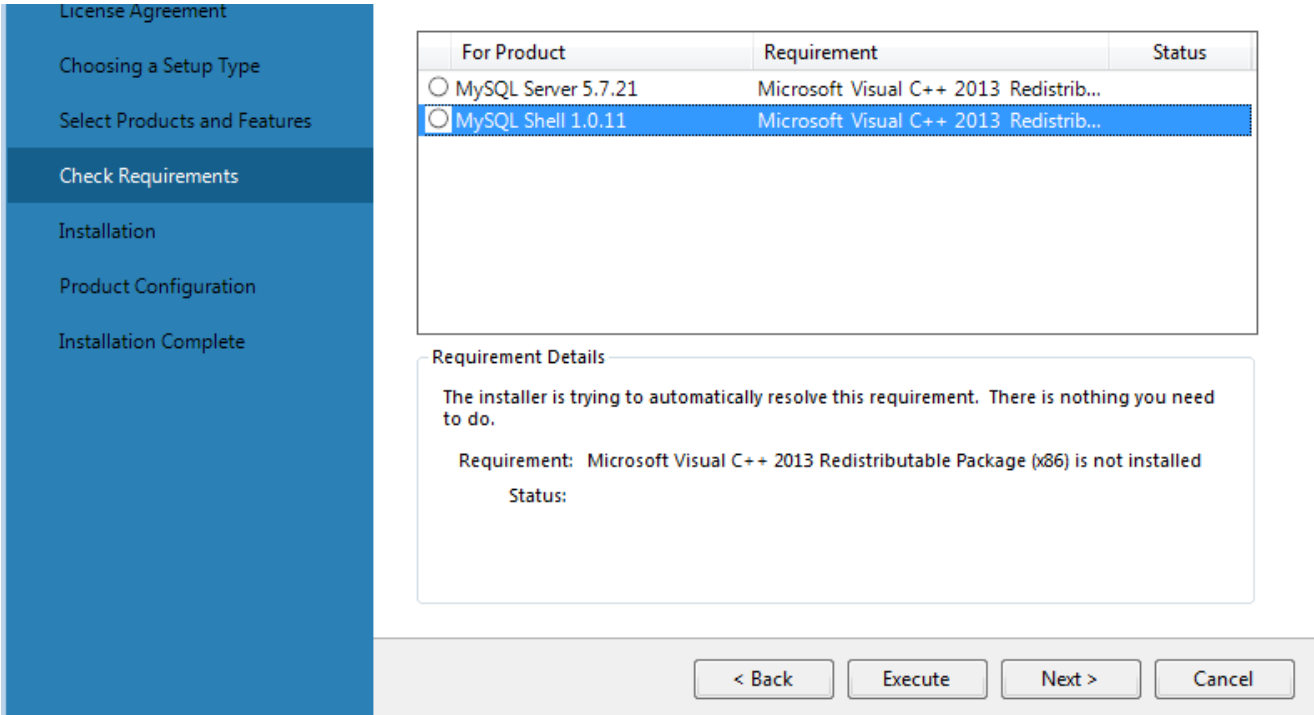 License Agreement
Choosing a Setup Type
Select Products and Features
Check Requirements
Installation
Product Configuration
Installation Complete
For Product Requirement Status
MySQL Server 5.7.21 Microsoft Visual C++ 2013 Redistrib...
MySQL Shell 1.0.11 Microsoft Visual C++ 2013 Redistrib...
Requirement Details
The installer is trying to automatically resolve this requirement. There is nothing you need
to do.
Requirement: Microsoft Visual C++ 2013 Redistributable Package (x86) is not installed
Status:
< Back Execute Next > Cancel